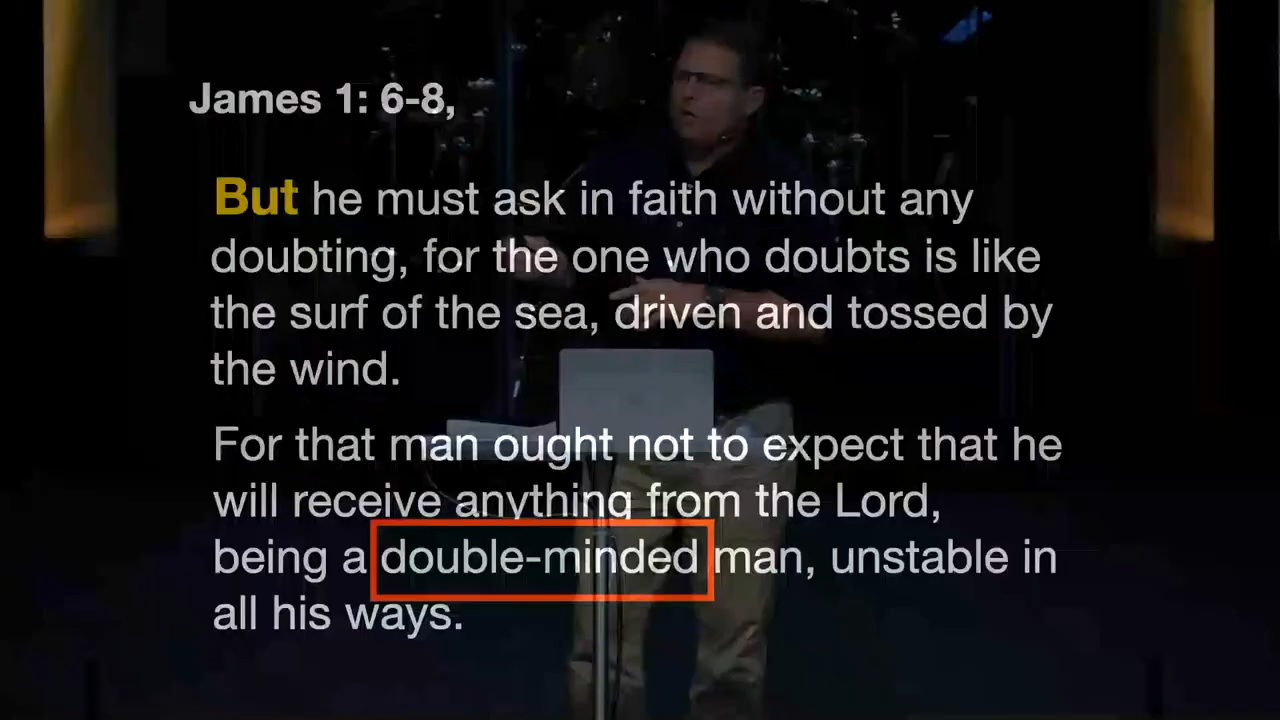 James 1: 6-8,
But he must ask in faith without any
doubting, for the one who doubts is like
the surf of the sea, driven and tossed by
the wind.
For that man ought not to expect that he
will receive anything from the Lord,
being a double-minded man, unstable in
all his ways.